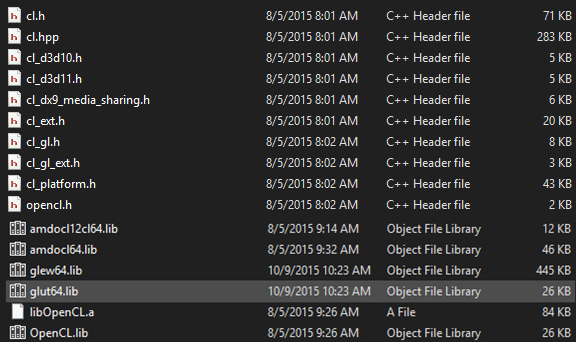 cl.h 8/5/2015 8:01 AM C++ Header file 71 KB
cl.hpp 8/5/2015 8:01 AM C++ Header file 283 KB
cl_d3d10.h 8/5/2015 8:01 AM C++ Header file 5 KB
cl_d3d11.h 8/5/2015 8:01 AM C++ Header file 5 KB
cl_dx9_media_sharing.h 8/5/2015 8:01 AM C++ Header file 6 KB
cl_ext.h 8/5/2015 8:01 AM C++ Header file 20 KB
cl_gl.h 8/5/2015 8:02 AM C++ Header file 8 KB
cl_gl_ext.h 8/5/2015 8:02 AM C++ Header file 3 KB
cl_platform.h 8/5/2015 8:02 AM C++ Header file 43 KB
opencl.h 8/5/2015 8:02 AM C++ Header file 2 KB
amdocl12cl64.lib 8/5/2015 9:14 AM Object File Library 12 KB
amdocl64.lib 8/5/2015 9:32 AM Object File Library 46 KB
glew64.lib 10/9/2015 10:23 AM Object File Library 445 KB
glut64.lib 10/9/2015 10:23 AM Object File Library 26 KB
libOpenCL.a 8/5/2015 9:26 AM A File 84 KB
OpenCL.lib 8/5/2015 9:26 AM Object File Library 26 KB